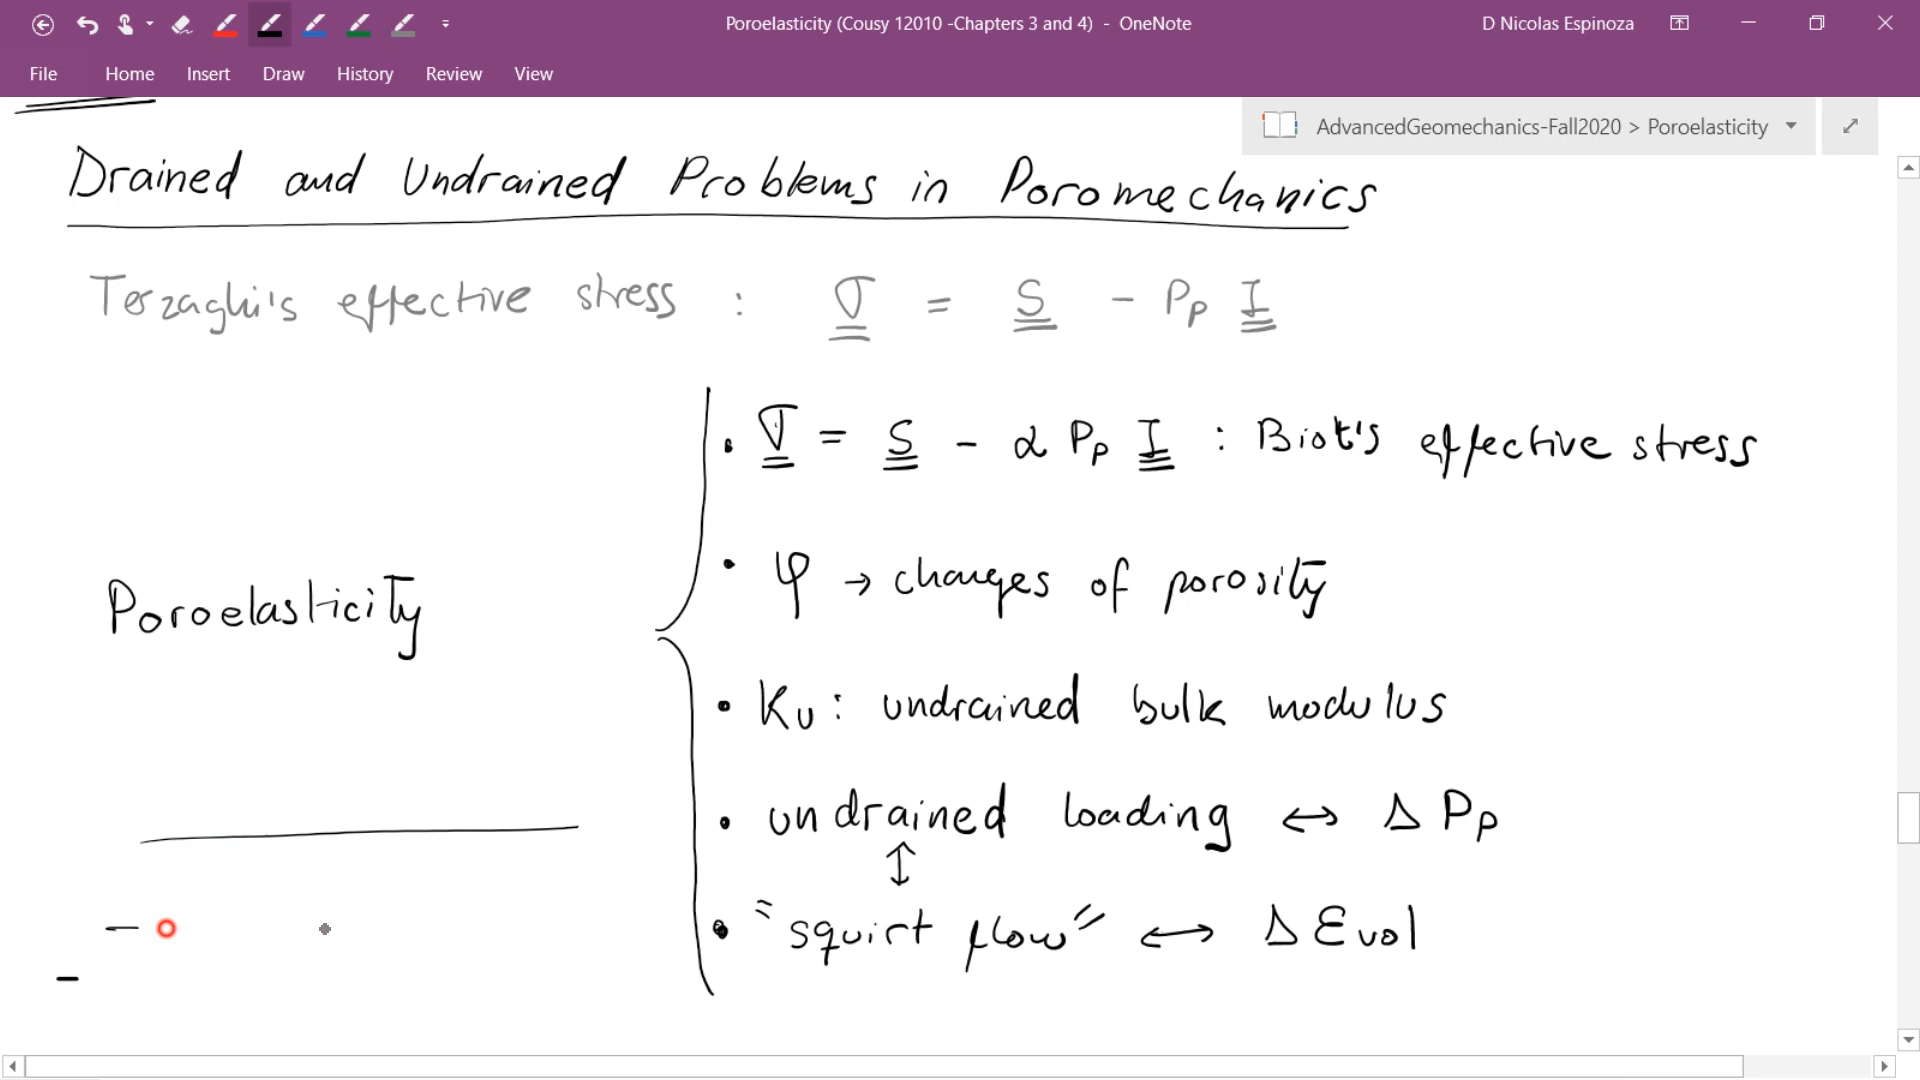 Poroelasticity (Cousy 12010 -Chapters 3 and 4) - OneNote
D Nicolas Espinoza
File Home Insert Draw History Review View
AdvancedGeomechanics-Fall2020 > Poroelasticity
Drained and Undrained Problems in Poromechanics
Terzaghi's effective stress : σ = S - Pp I
• σ = S - α Pp I : Biot's effective stress
• φ → changes of porosity
Poroelasticity
• Ku: undrained bulk modulus
• undrained loading ↔ Δ Pp
↕
• "squirt flow" ↔ Δ εvol